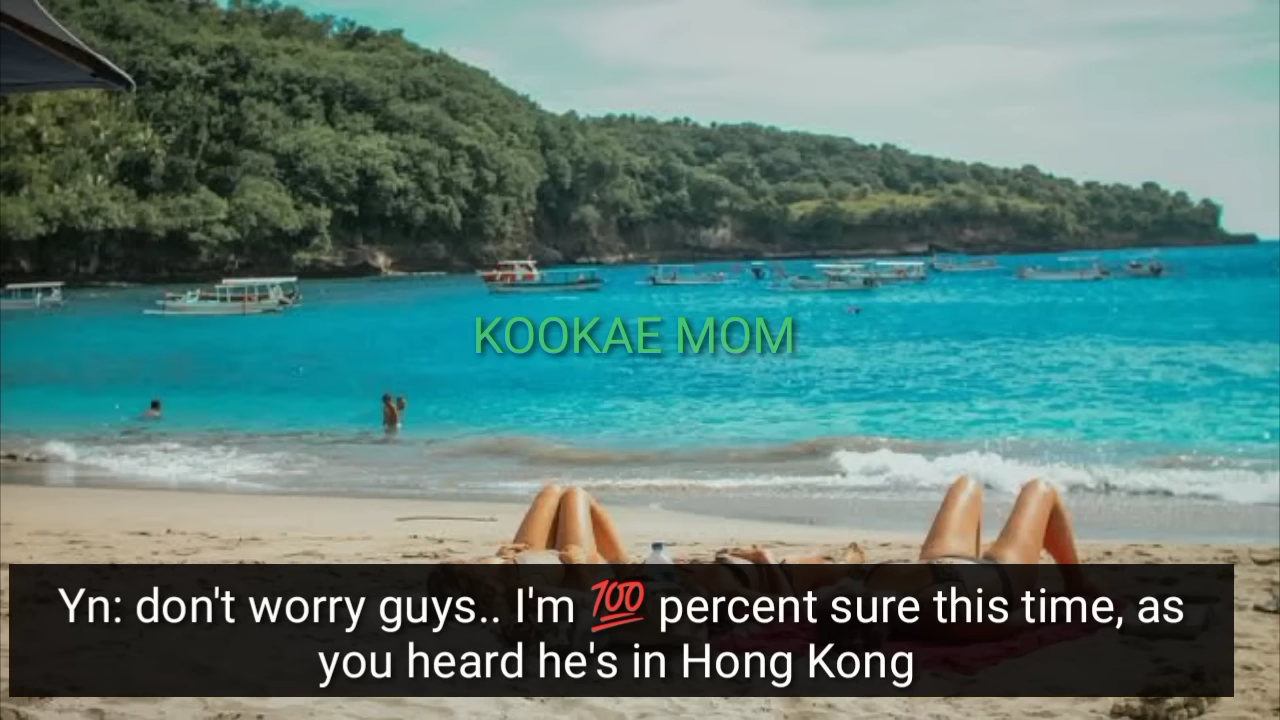 KOOKAE MOM
Yn: don't worry guys.. I'm 💯 percent sure this time, as
you heard he's in Hong Kong